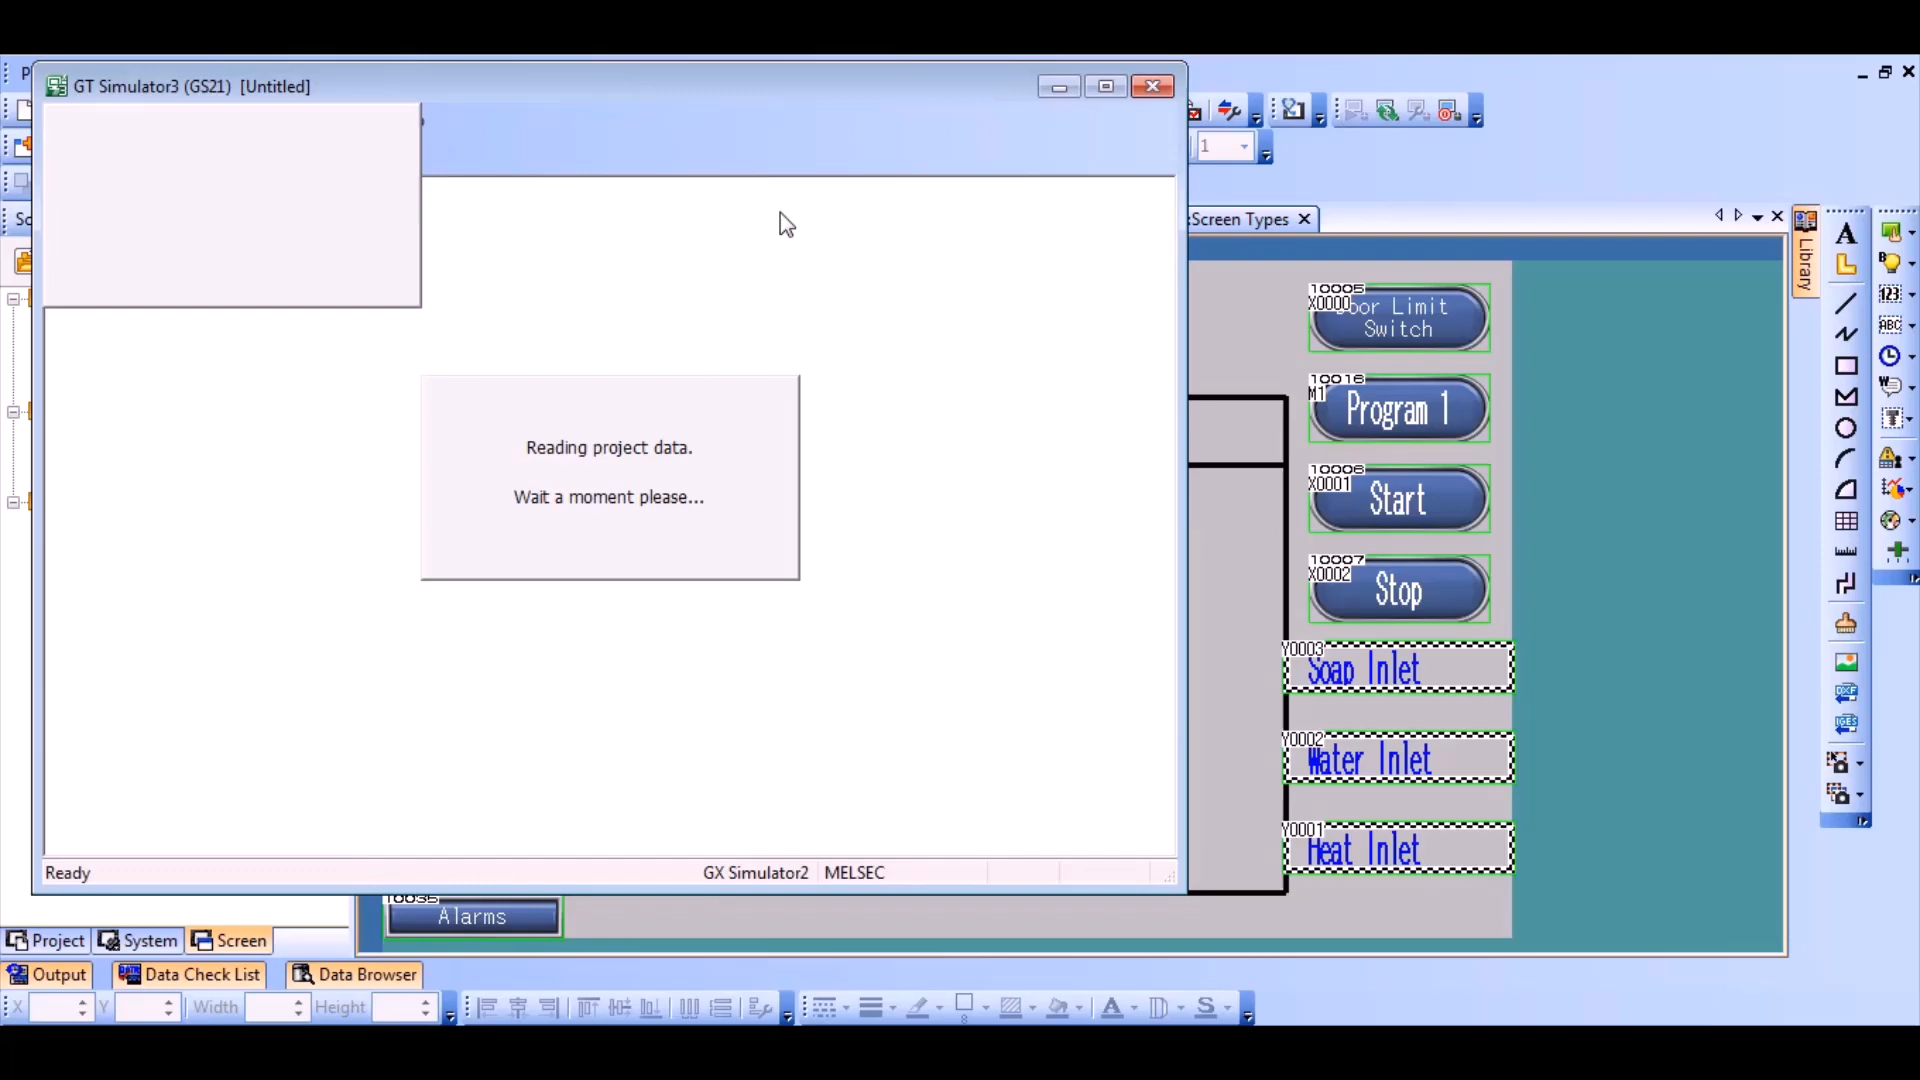 GT Simulator3 (GS21) [Untitled]
1
Screen Types
Library
10005
X0000
Door Limit
Switch
10016
M1
Program 1
10006
X0001
Start
10007
X0002
Stop
Y0003
Soap Inlet
Y0002
Water Inlet
Y0001
Heat Inlet
Reading project data.
Wait a moment please...
Ready
GX Simulator2
MELSEC
10035
Alarms
Project
System
Screen
Output
Data Check List
Data Browser
X
Y
Width
Height